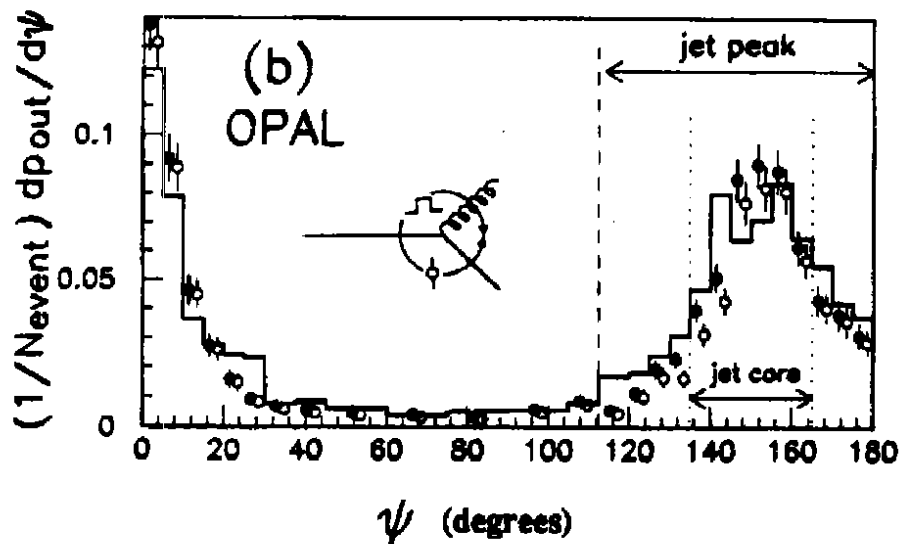 (1/Nevent) dpout/dψ
(b)
OPAL
jet peak
jet core
0.1
0.05
0
0 20 40 60 80 100 120 140 160 180
ψ (degrees)